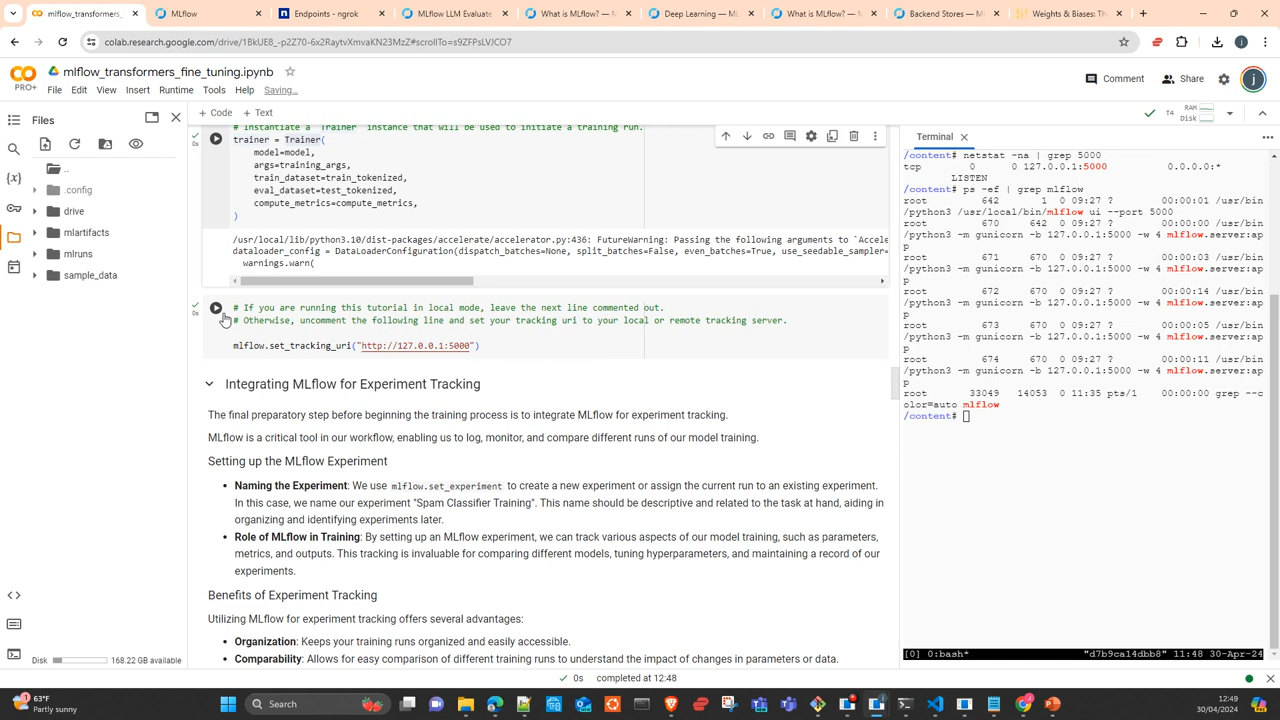 mlflow_transformers_
MLflow
Endpoints - ngrok
MLflow LLM Evaluate
What is MLflow? —
Deep Learning — ML
What is MLflow? —
Backend Stores — ML
Weights & Biases: Th
colab.research.google.com/drive/1BkUE8_-p2Z70-6x2RaytvXmvaKN23MzZ#scrollTo=s9ZFPsLVJCO7
mlflow_transformers_fine_tuning.ipynb
PRO+
File Edit View Insert Runtime Tools Help Saving...
Comment
Share
j
Files
+ Code + Text
T4
RAM
Disk
..
.config
drive
mlartifacts
mlruns
sample_data
Disk
168.22 GB available
# Instantiate a `Trainer` instance that will be used to initiate a training run.
0s
trainer = Trainer(
model=model,
args=training_args,
train_dataset=train_tokenized,
eval_dataset=test_tokenized,
compute_metrics=compute_metrics,
)
/usr/local/lib/python3.10/dist-packages/accelerate/accelerator.py:436: FutureWarning: Passing the following arguments to `Accele
dataloader_config = DataLoaderConfiguration(dispatch_batches=None, split_batches=False, even_batches=True, use_seedable_sampler=
warnings.warn(
0s
# If you are running this tutorial in local mode, leave the next line commented out.
# Otherwise, uncomment the following line and set your tracking uri to your local or remote tracking server.
mlflow.set_tracking_uri("http://127.0.0.1:5000")
Integrating MLflow for Experiment Tracking
The final preparatory step before beginning the training process is to integrate MLflow for experiment tracking.
MLflow is a critical tool in our workflow, enabling us to log, monitor, and compare different runs of our model training.
Setting up the MLflow Experiment
• Naming the Experiment: We use mlflow.set_experiment to create a new experiment or assign the current run to an existing experiment.
In this case, we name our experiment "Spam Classifier Training". This name should be descriptive and related to the task at hand, aiding in
organizing and identifying experiments later.
• Role of MLflow in Training: By setting up an MLflow experiment, we can track various aspects of our model training, such as parameters,
metrics, and outputs. This tracking is invaluable for comparing different models, tuning hyperparameters, and maintaining a record of our
experiments.
Benefits of Experiment Tracking
Utilizing MLflow for experiment tracking offers several advantages:
• Organization: Keeps your training runs organized and easily accessible.
• Comparability: Allows for easy comparison of different training runs to understand the impact of changes in parameters or data.
0s completed at 12:48
Terminal
/content# netstat -na | grep 5000
tcp 0 0 127.0.0.1:5000 0.0.0.0:*
LISTEN
/content# ps -ef | grep mlflow
root 642 1 0 09:27 ? 00:00:01 /usr/bin
/python3 /usr/local/bin/mlflow ui --port 5000
root 670 642 0 09:27 ? 00:00:04 /usr/bin
/python3 -m gunicorn -b 127.0.0.1:5000 -w 4 mlflow.server:ap
p
root 671 670 0 09:27 ? 00:00:03 /usr/bin
/python3 -m gunicorn -b 127.0.0.1:5000 -w 4 mlflow.server:ap
p
root 672 670 0 09:27 ? 00:00:04 /usr/bin
/python3 -m gunicorn -b 127.0.0.1:5000 -w 4 mlflow.server:ap
p
root 673 670 0 09:27 ? 00:00:05 /usr/bin
/python3 -m gunicorn -b 127.0.0.1:5000 -w 4 mlflow.server:ap
p
root 674 670 0 09:27 ? 00:00:11 /usr/bin
/python3 -m gunicorn -b 127.0.0.1:5000 -w 4 mlflow.server:ap
p
root 33049 14053 0 11:35 pts/1 00:00:00 grep --c
olor=auto mlflow
/content#
[0] 0:bash* "d7b9ca14dbb8" 11:48 30-Apr-24
63°F
Partly sunny
Search
12:49
30/04/2024